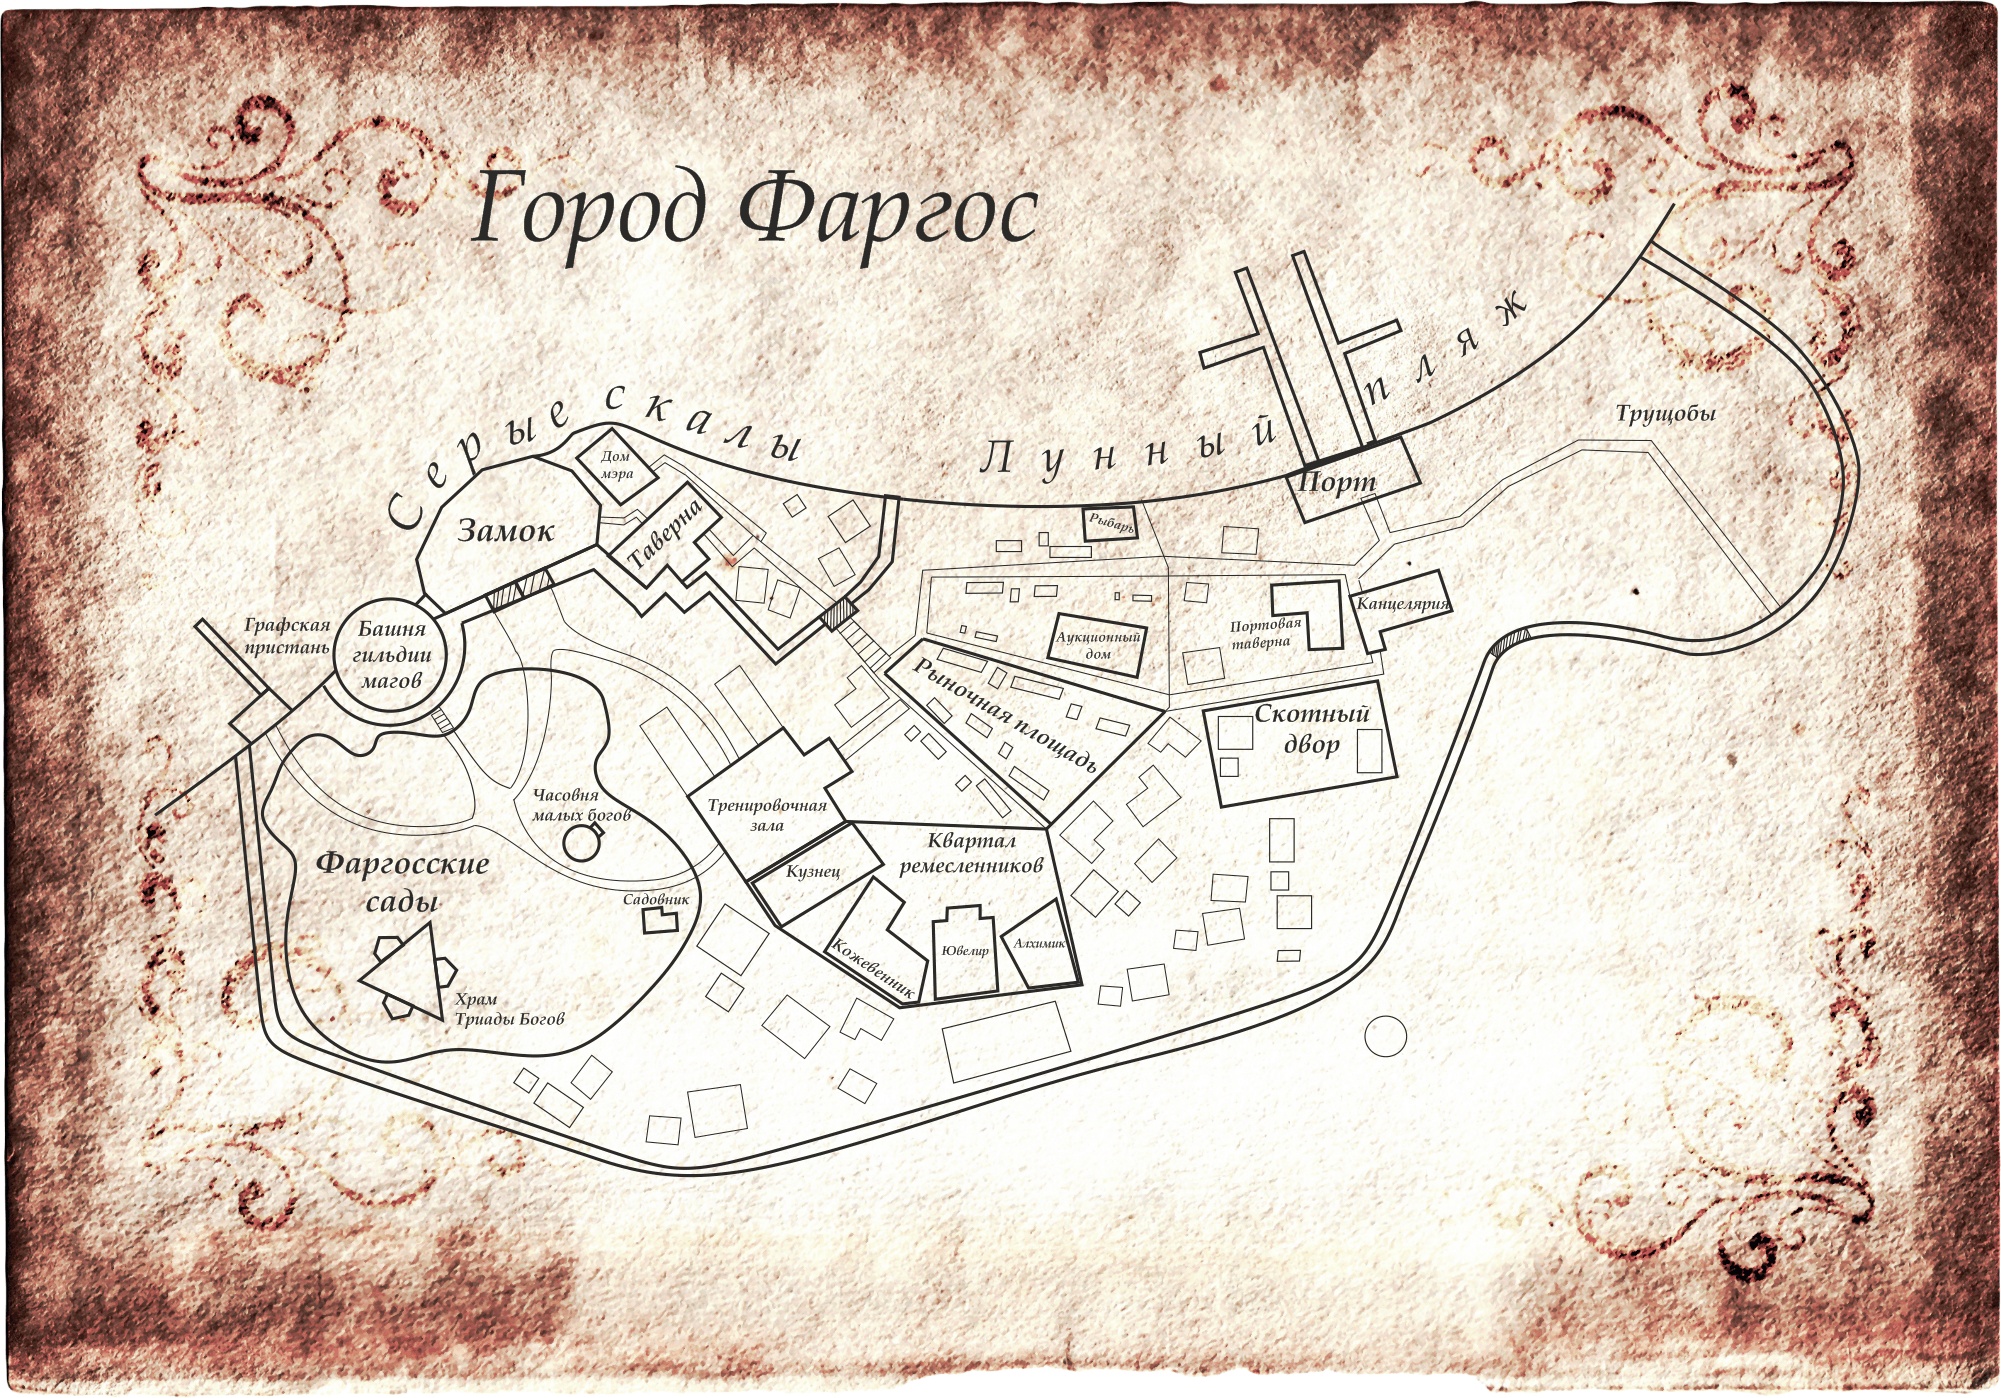 Город Фаргос
Серые скалы
Лунный пляж
Трущобы
Дом
мэра
Порт
Замок
Таверна
Рыбарь
Канцелярия
Графская
пристань
Башня
гильдии
магов
Аукционный
дом
Портовая
таверна
Рыночная площадь
Скотный
двор
Часовня
малых богов
Тренировочная
зала
Квартал
ремесленников
Фаргосские
сады
Кузнец
Садовник
Кожевенник
Ювелир
Алхимик
Храм
Триады Богов